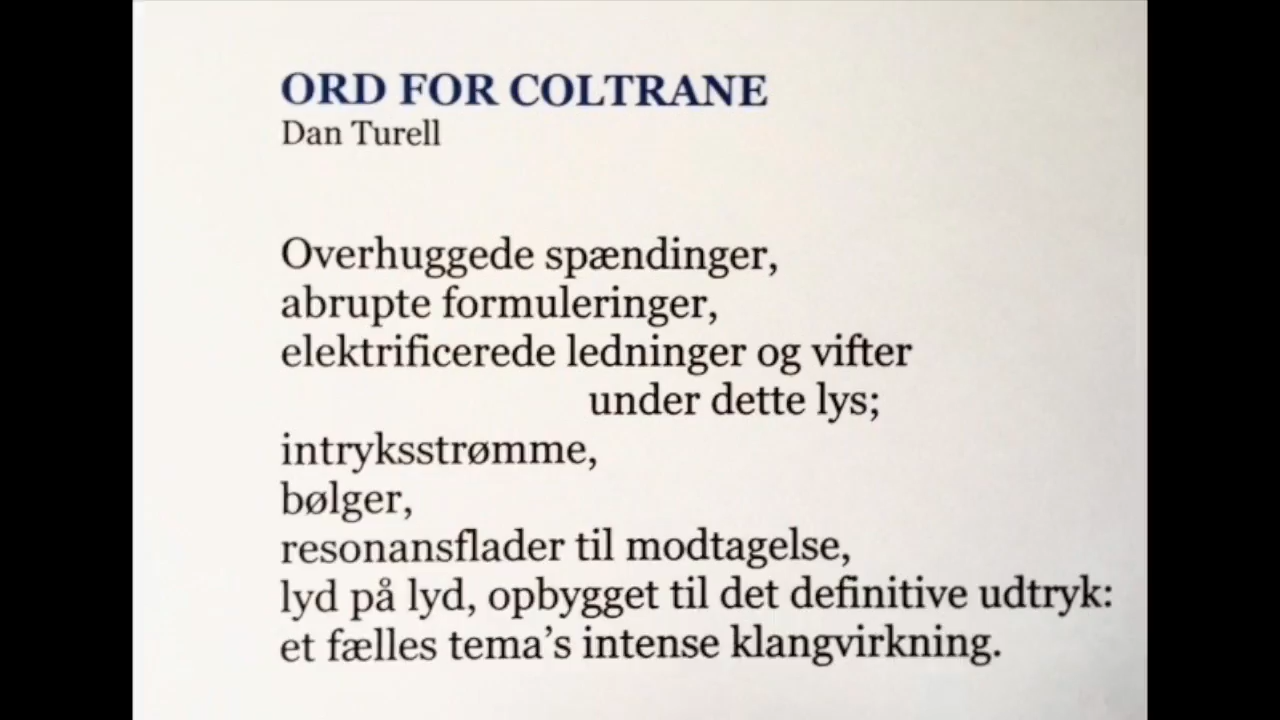 ORD FOR COLTRANE
Dan Turell
Overhuggede spændinger,
abrupte formuleringer,
elektrificerede ledninger og vifter
under dette lys;
intryksstrømme,
bølger,
resonansflader til modtagelse,
lyd på lyd, opbygget til det definitive udtryk:
et fælles tema’s intense klangvirkning.